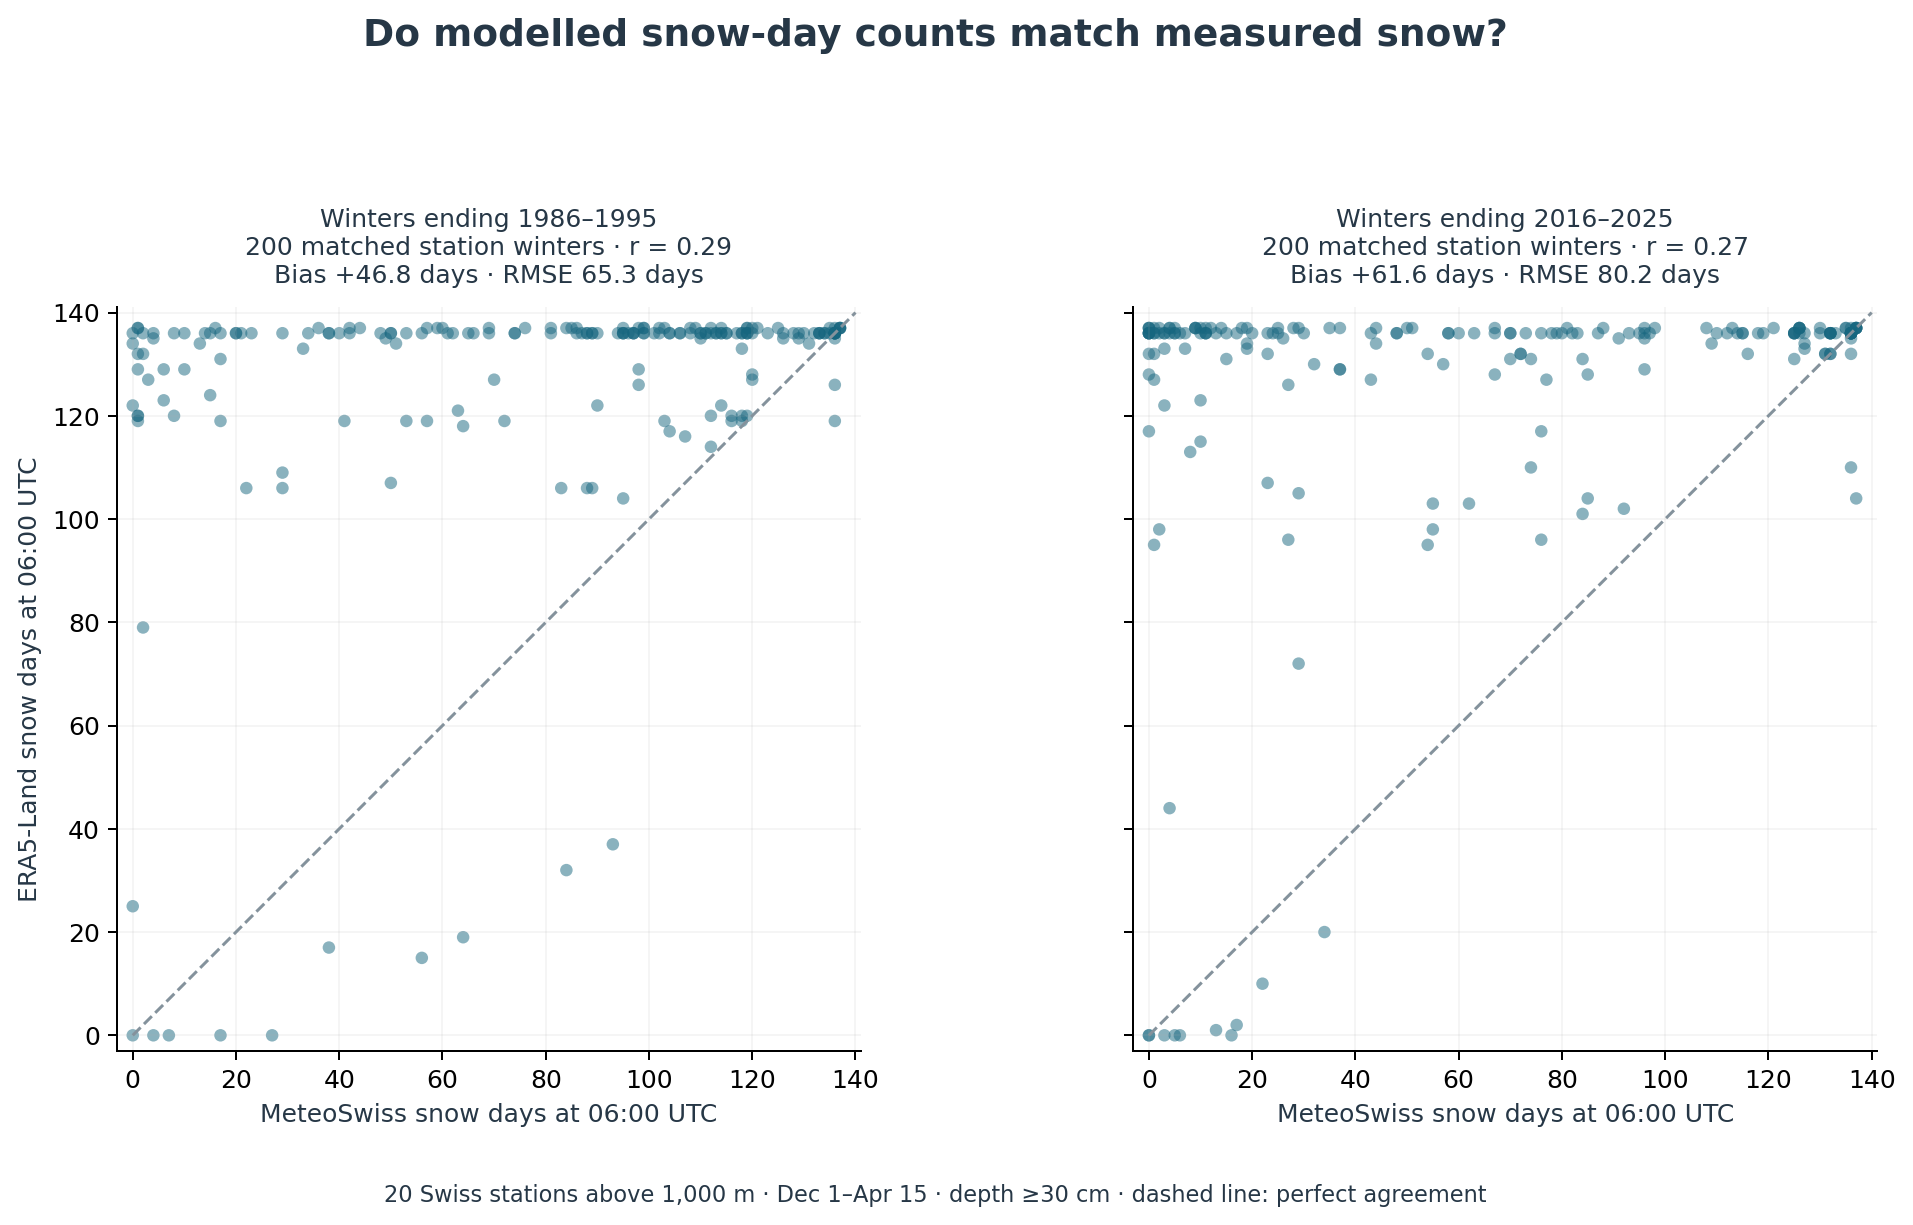 Do modelled snow-day counts match measured snow?
Winters ending 1986–1995
200 matched station winters · r = 0.29
Bias +46.8 days · RMSE 65.3 days
Winters ending 2016–2025
200 matched station winters · r = 0.27
Bias +61.6 days · RMSE 80.2 days
ERA5-Land snow days at 06:00 UTC
140
120
100
80
60
40
20
0
0 20 40 60 80 100 120 140
0 20 40 60 80 100 120 140
MeteoSwiss snow days at 06:00 UTC
MeteoSwiss snow days at 06:00 UTC
20 Swiss stations above 1,000 m · Dec 1–Apr 15 · depth ≥30 cm · dashed line: perfect agreement